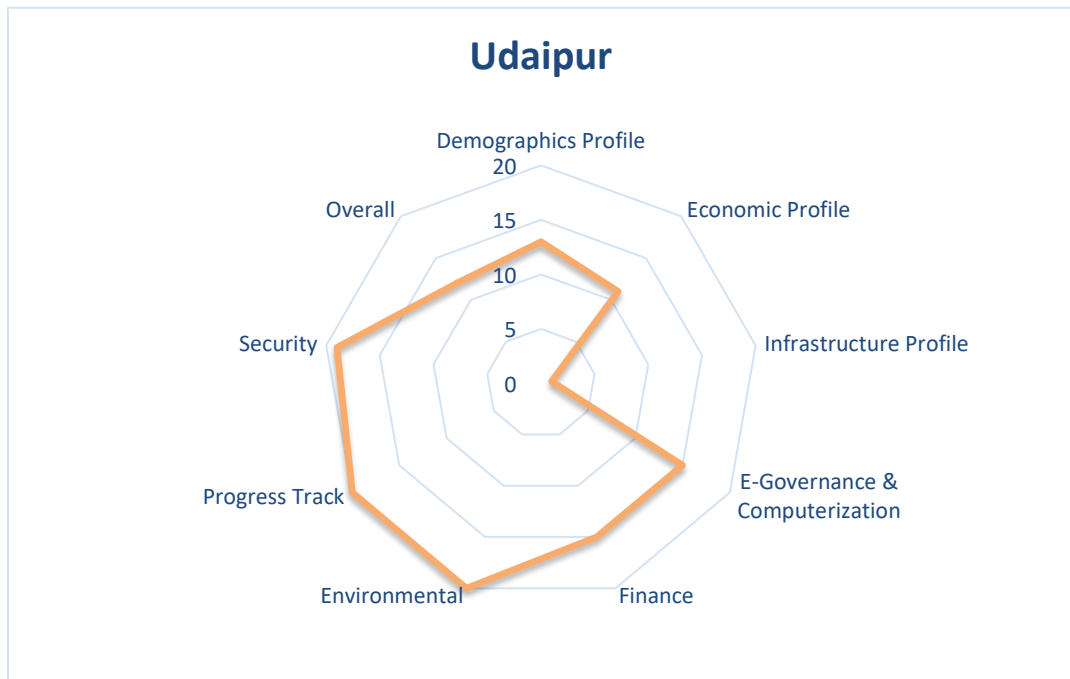 Udaipur
Demographics Profile
20
Overall
Economic Profile
15
10
Security
Infrastructure Profile
5
0
E-Governance &
Computerization
Progress Track
Environmental
Finance